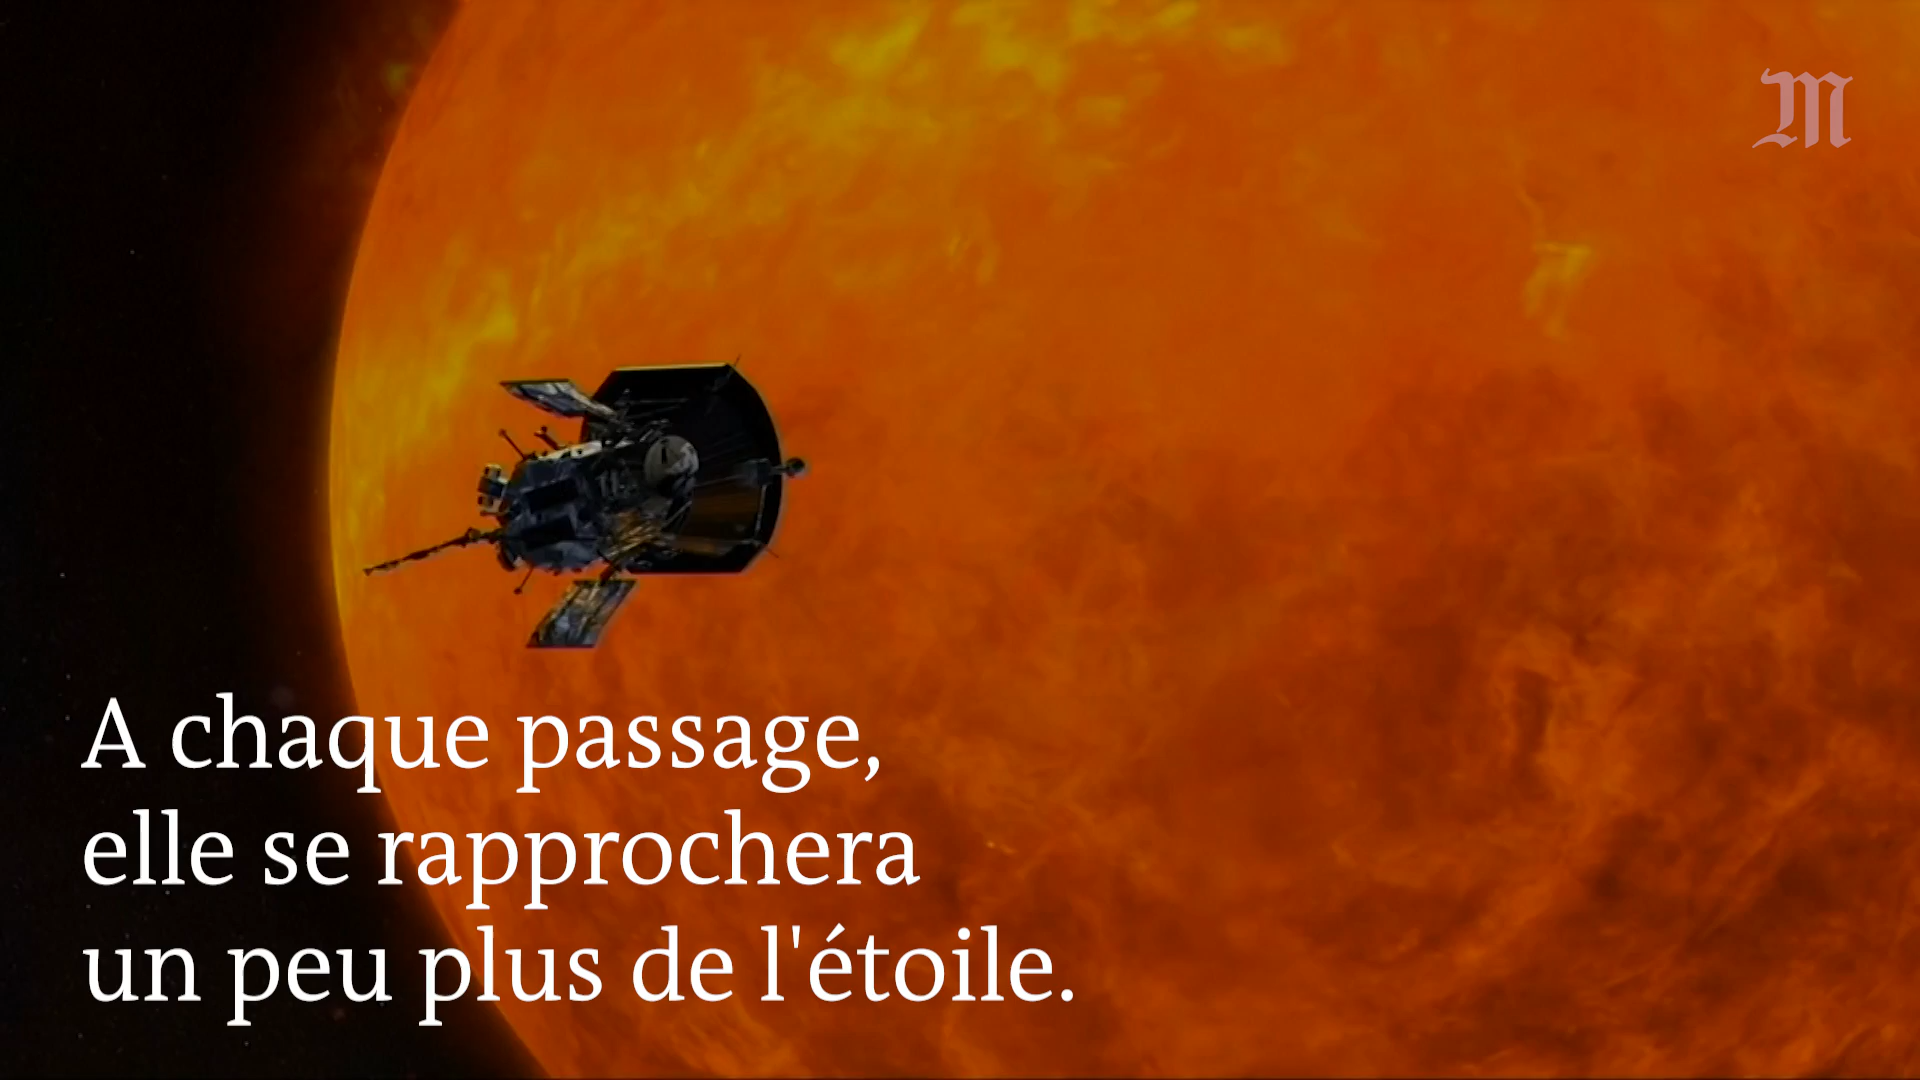 M
A chaque passage,
elle se rapprochera
un peu plus de l'étoile.